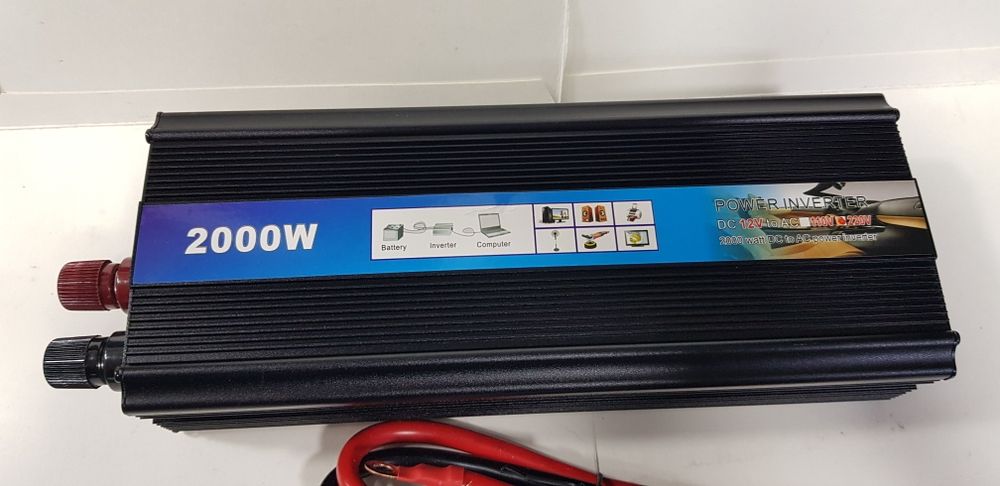 2000W
Battery
Inverter
Computer
POWER INVERTER
DC 12V to AC 110V 220V
2000 watt DC to AC power inverter